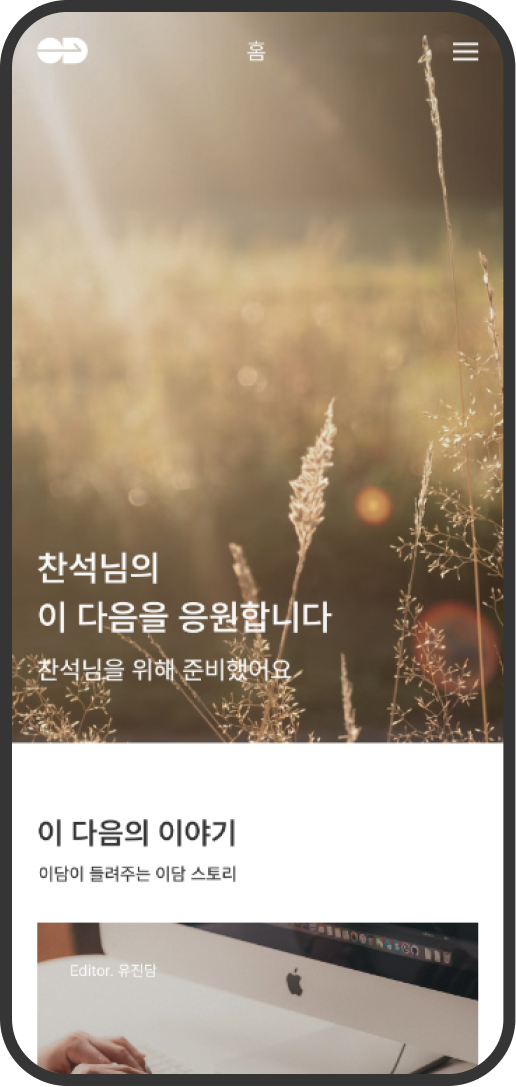 홈
찬석님의
이 다음을 응원합니다
찬석님을 위해 준비했어요
이 다음의 이야기
이담이 들려주는 이담 스토리
Editor. 유진담